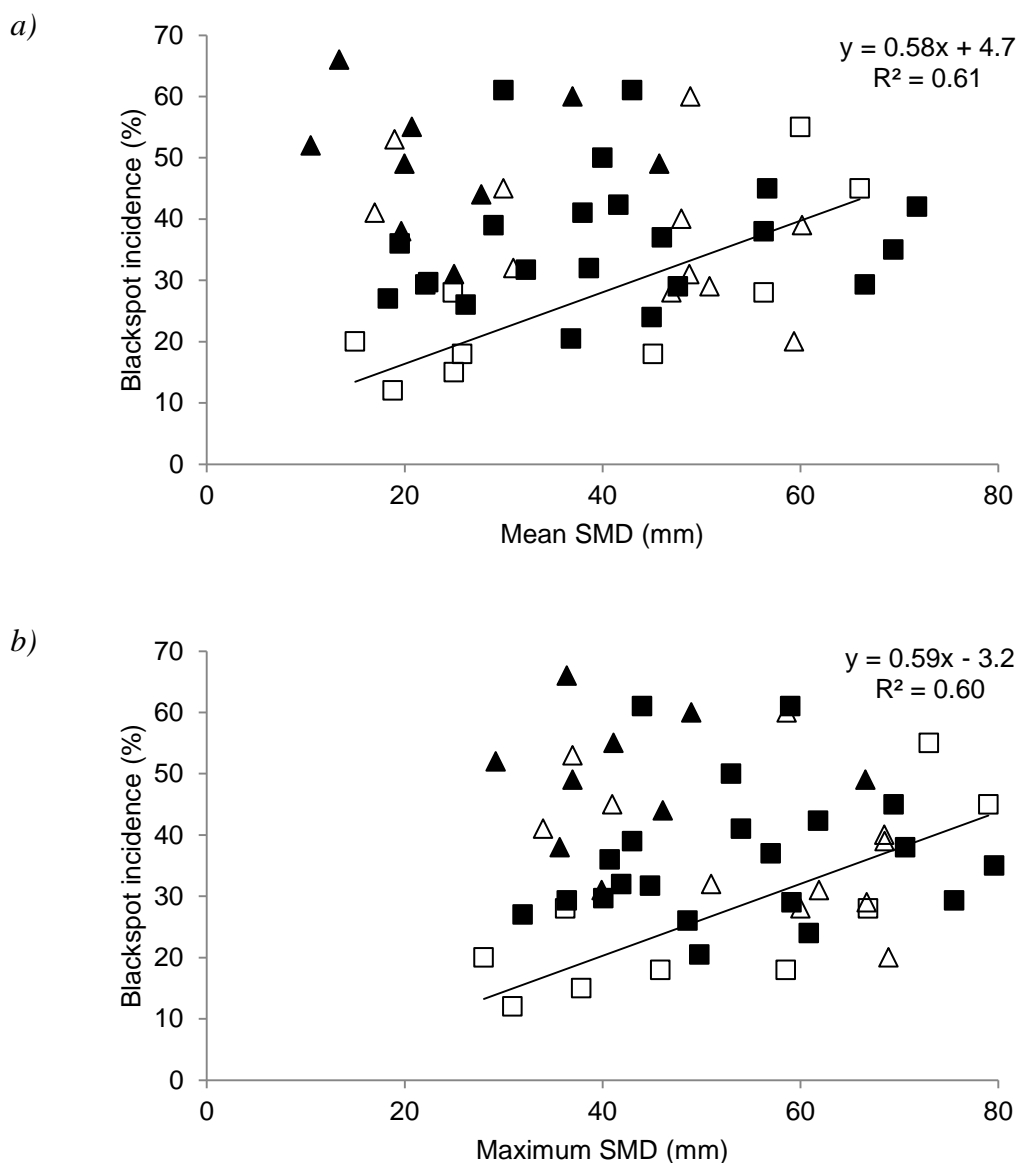 a)
y = 0.58x + 4.7
R² = 0.61
70
60
50
40
30
20
10
0
Blackspot incidence (%)
0 20 40 60 80
Mean SMD (mm)
b)
y = 0.59x - 3.2
R² = 0.60
70
60
50
40
30
20
10
0
Blackspot incidence (%)
0 20 40 60 80
Maximum SMD (mm)